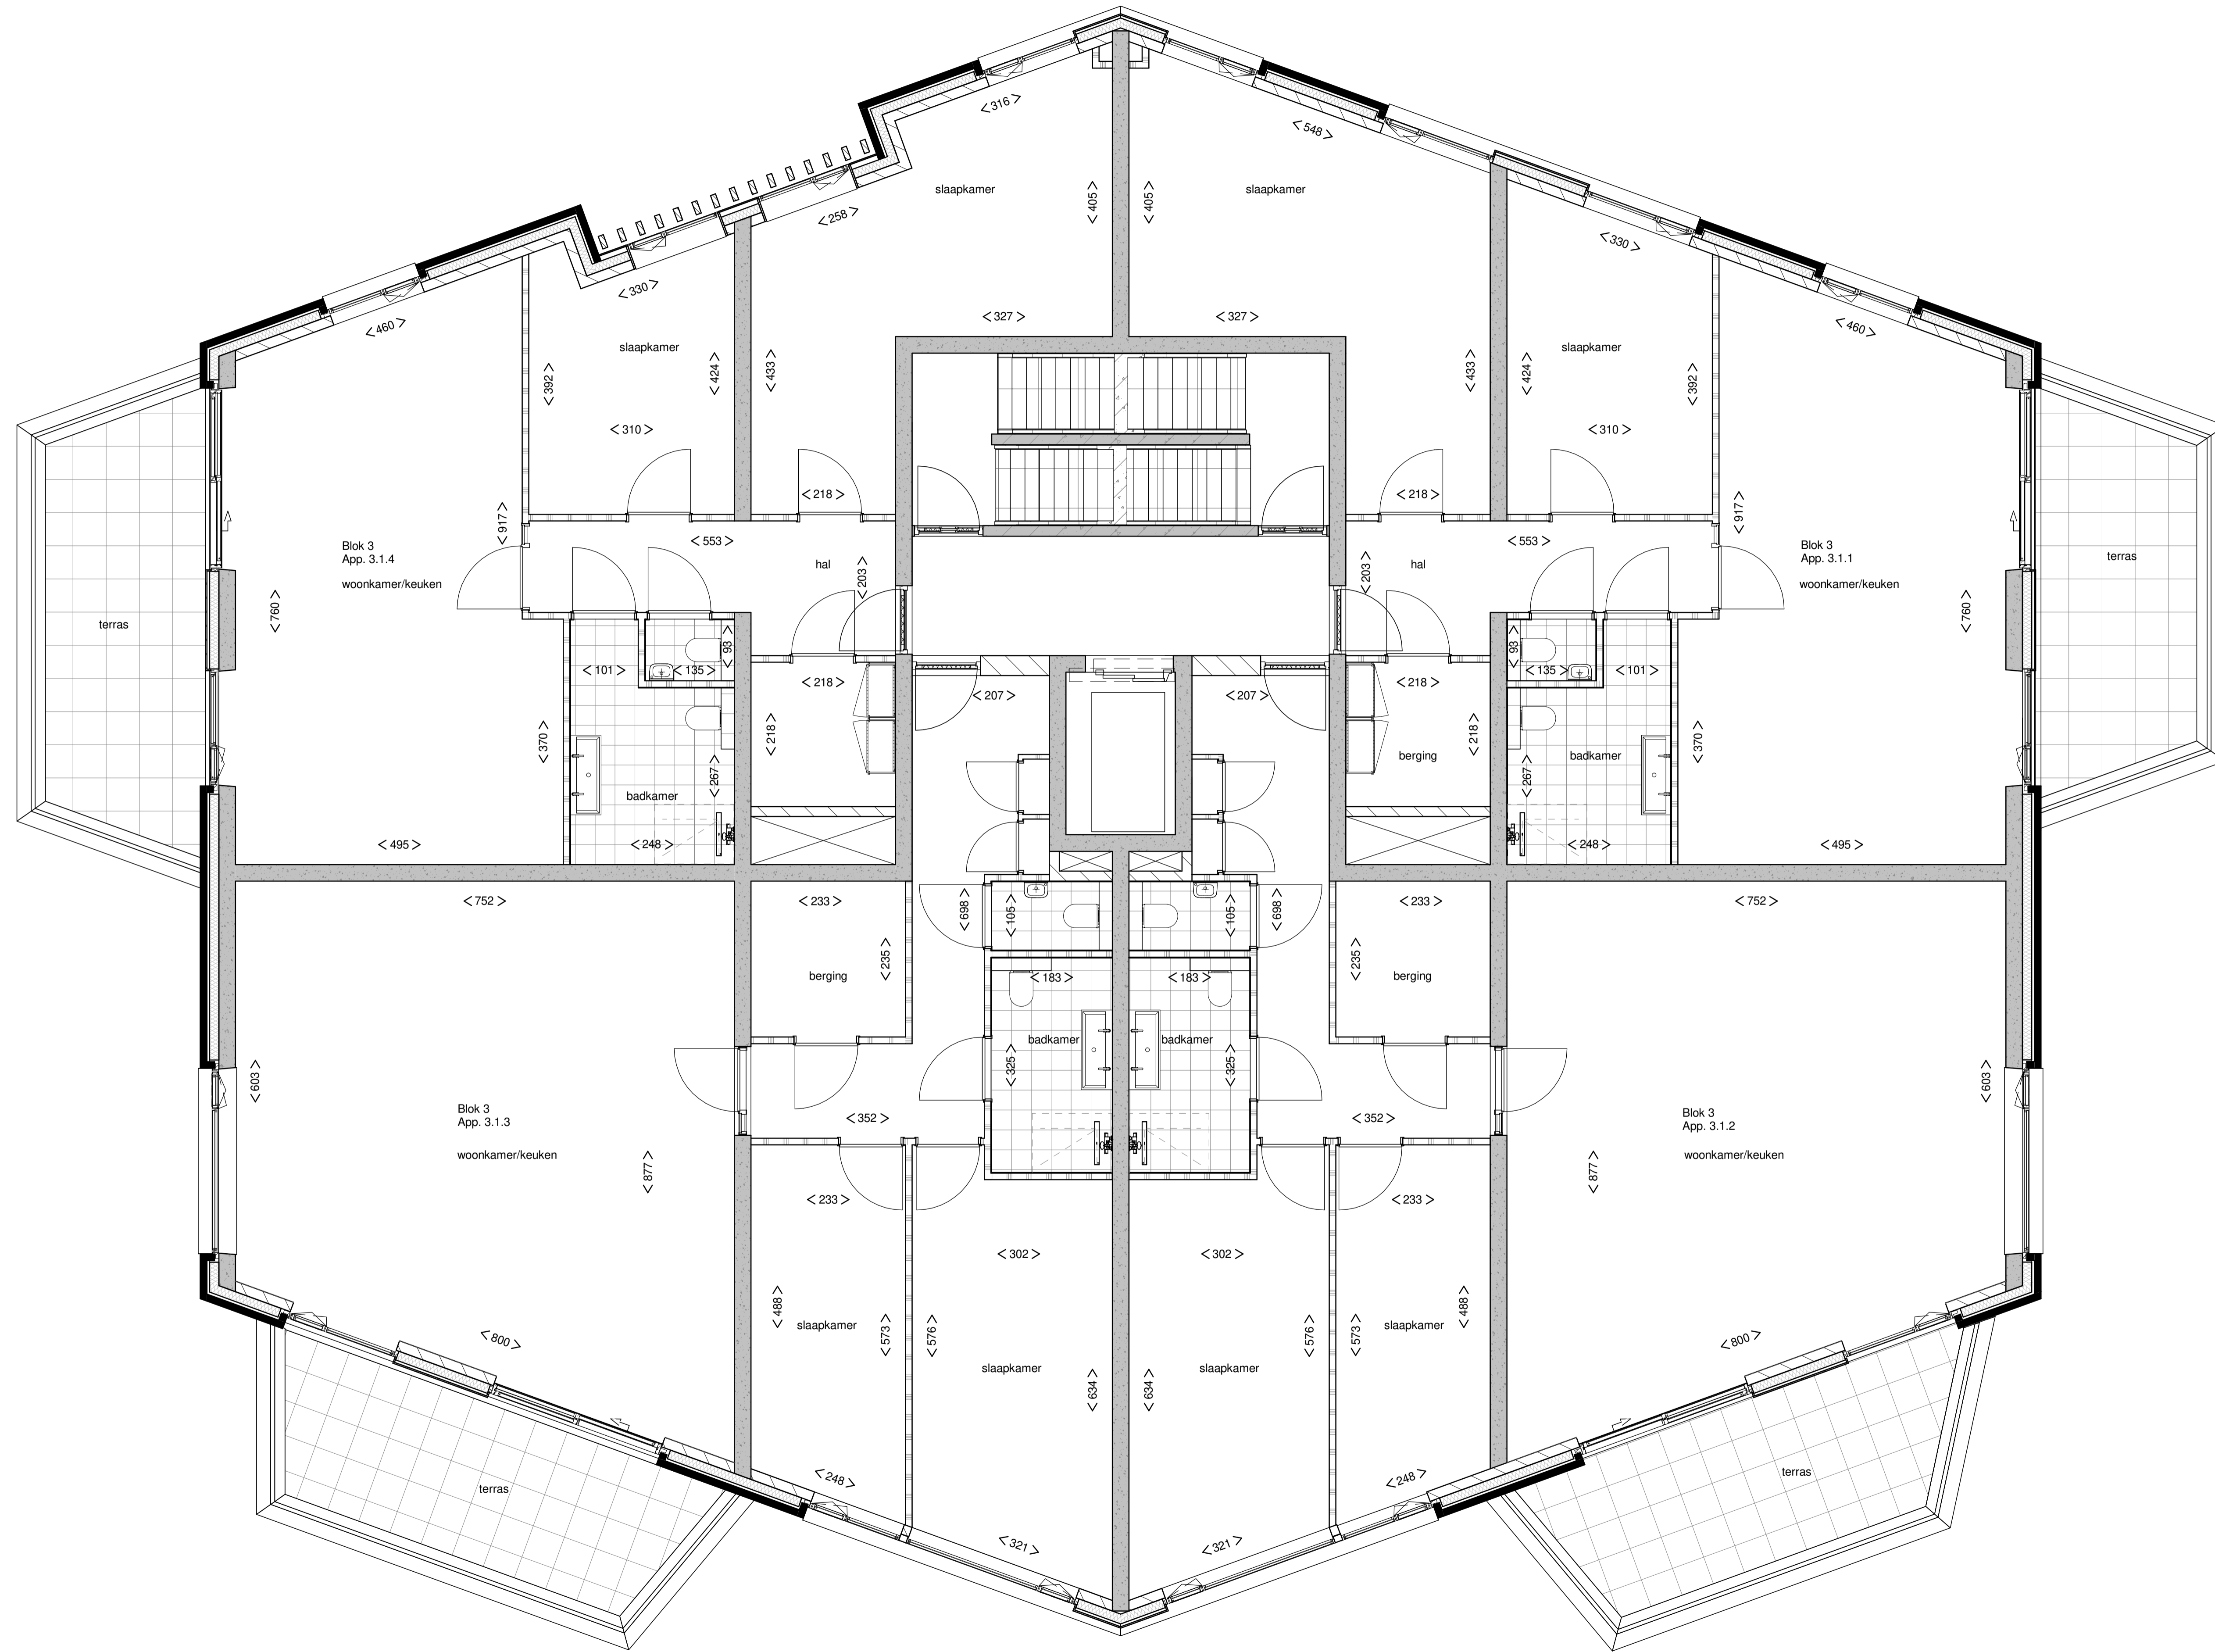 <316>
<548>
slaapkamer
slaapkamer
<405>
<405>
<258>
<330>
<330>
<460>
<460>
<327>
<327>
slaapkamer
slaapkamer
<392>
<424>
<433>
<433>
<424>
<392>
<310>
<310>
<218>
<218>
<917>
<917>
<553>
<553>
Blok 3
App. 3.1.4
woonkamer/keuken
hal
<203>
<203>
hal
Blok 3
App. 3.1.1
woonkamer/keuken
terras
terras
<760>
<760>
<93>
<93>
<101>
<135>
<135>
<101>
<218>
<218>
<207>
<207>
<370>
<218>
<218>
<370>
<267>
<267>
badkamer
berging
badkamer
<495>
<248>
<248>
<495>
<752>
<233>
<233>
<752>
<698>
<105>
<105>
<698>
<235>
<235>
berging
<183>
<183>
berging
badkamer
badkamer
<325>
<325>
<603>
<603>
Blok 3
App. 3.1.3
woonkamer/keuken
<352>
<352>
Blok 3
App. 3.1.2
woonkamer/keuken
<877>
<877>
<233>
<233>
<302>
<302>
<488>
<488>
slaapkamer
slaapkamer
<573>
<576>
<576>
<573>
<800>
<800>
slaapkamer
slaapkamer
<634>
<634>
<248>
<248>
terras
terras
<321>
<321>